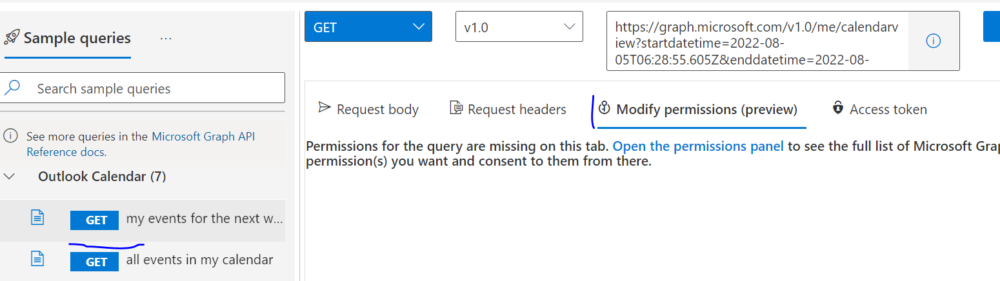 Sample queries
...
Search sample queries
See more queries in the Microsoft Graph API
Reference docs.
Outlook Calendar (7)
GET my events for the next w...
GET all events in my calendar
GET
v1.0
https://graph.microsoft.com/v1.0/me/calendarv
iew?startdatetime=2022-08-
05T06:28:55.605Z&enddatetime=2022-08-
Request body
Request headers
Modify permissions (preview)
Access token
Permissions for the query are missing on this tab. Open the permissions panel to see the full list of Microsoft Gra
permission(s) you want and consent to them from there.